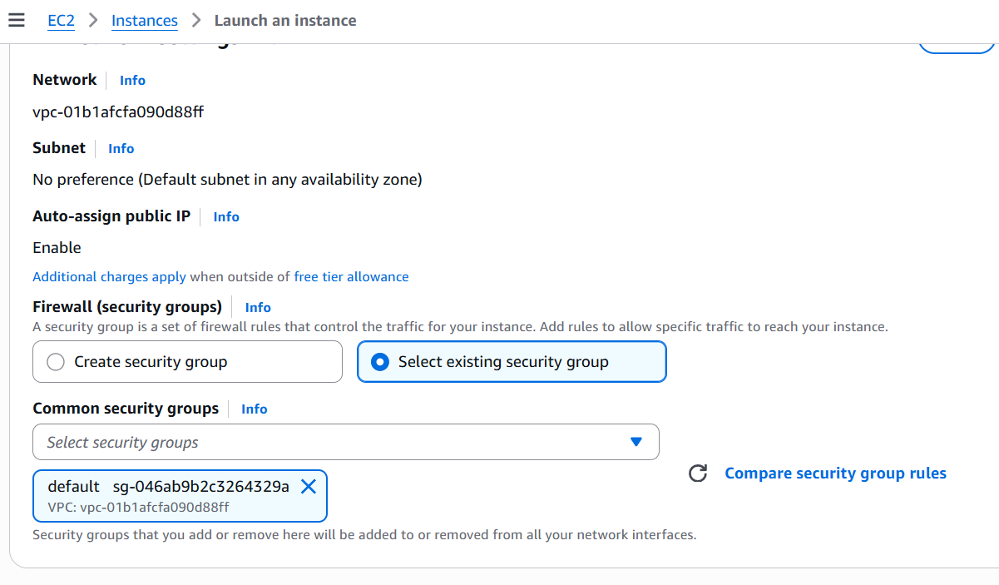 EC2 > Instances > Launch an instance
Network Info
vpc-01b1afcfa090d88ff
Subnet Info
No preference (Default subnet in any availability zone)
Auto-assign public IP Info
Enable
Additional charges apply when outside of free tier allowance
Firewall (security groups) Info
A security group is a set of firewall rules that control the traffic for your instance. Add rules to allow specific traffic to reach your instance.
Create security group Select existing security group
Common security groups Info
Select security groups
Compare security group rules
default sg-046ab9b2c3264329a
VPC: vpc-01b1afcfa090d88ff
Security groups that you add or remove here will be added to or removed from all your network interfaces.